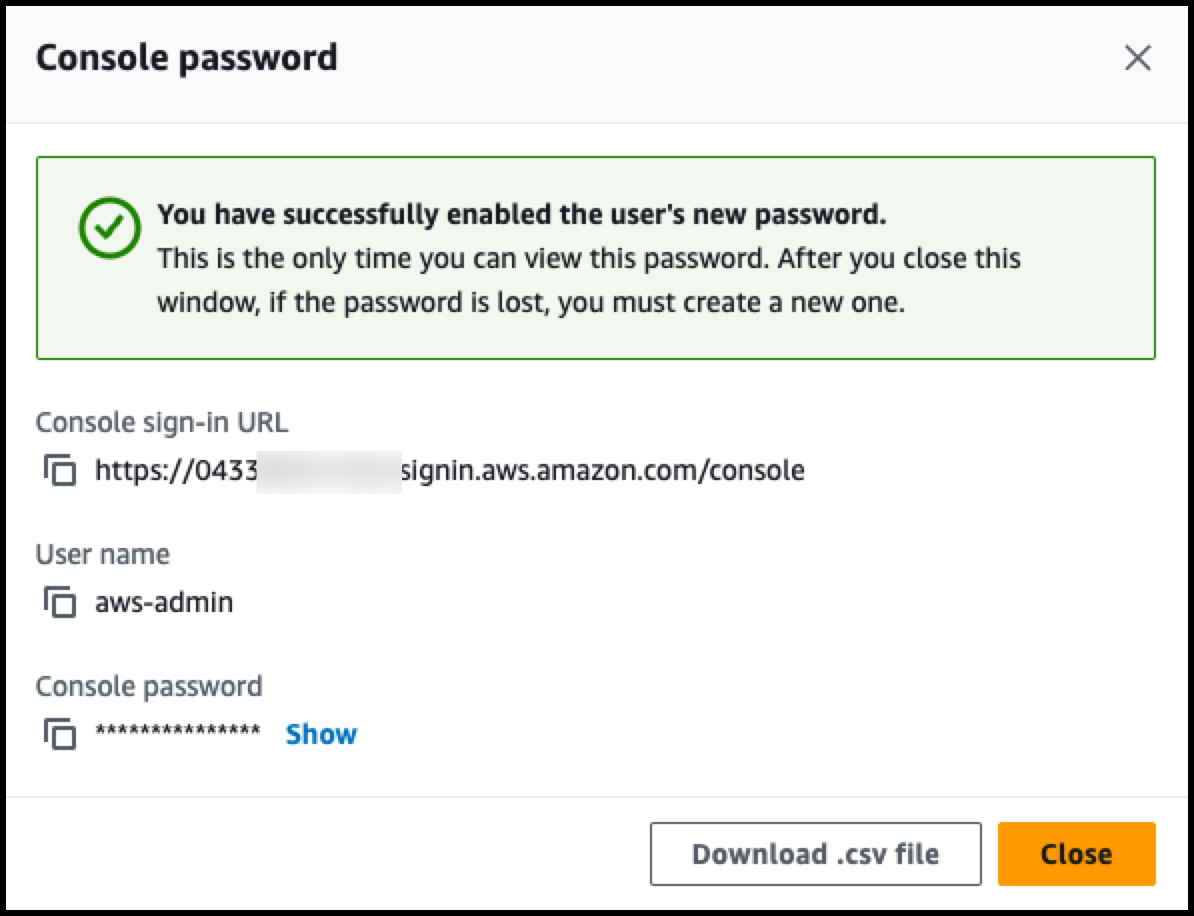 Console password
You have successfully enabled the user's new password.
This is the only time you can view this password. After you close this
window, if the password is lost, you must create a new one.
Console sign-in URL
https://0433 signin.aws.amazon.com/console
User name
aws-admin
Console password
*************** Show
Download .csv file Close